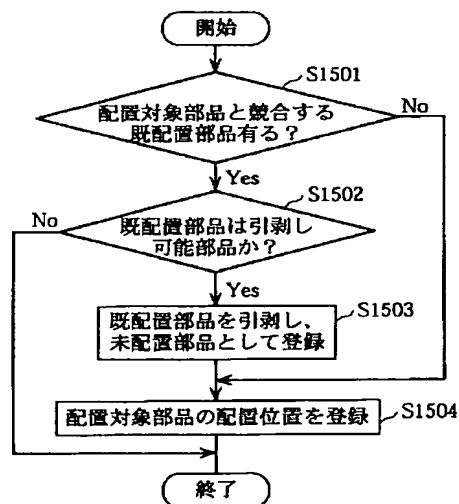 開始
S1501
配置対象部品と競合する
既配置部品有る？
No
Yes
S1502
No
既配置部品は引剥し
可能部品か？
Yes
S1503
既配置部品を引剥し、
未配置部品として登録
S1504
配置対象部品の配置位置を登録
終了